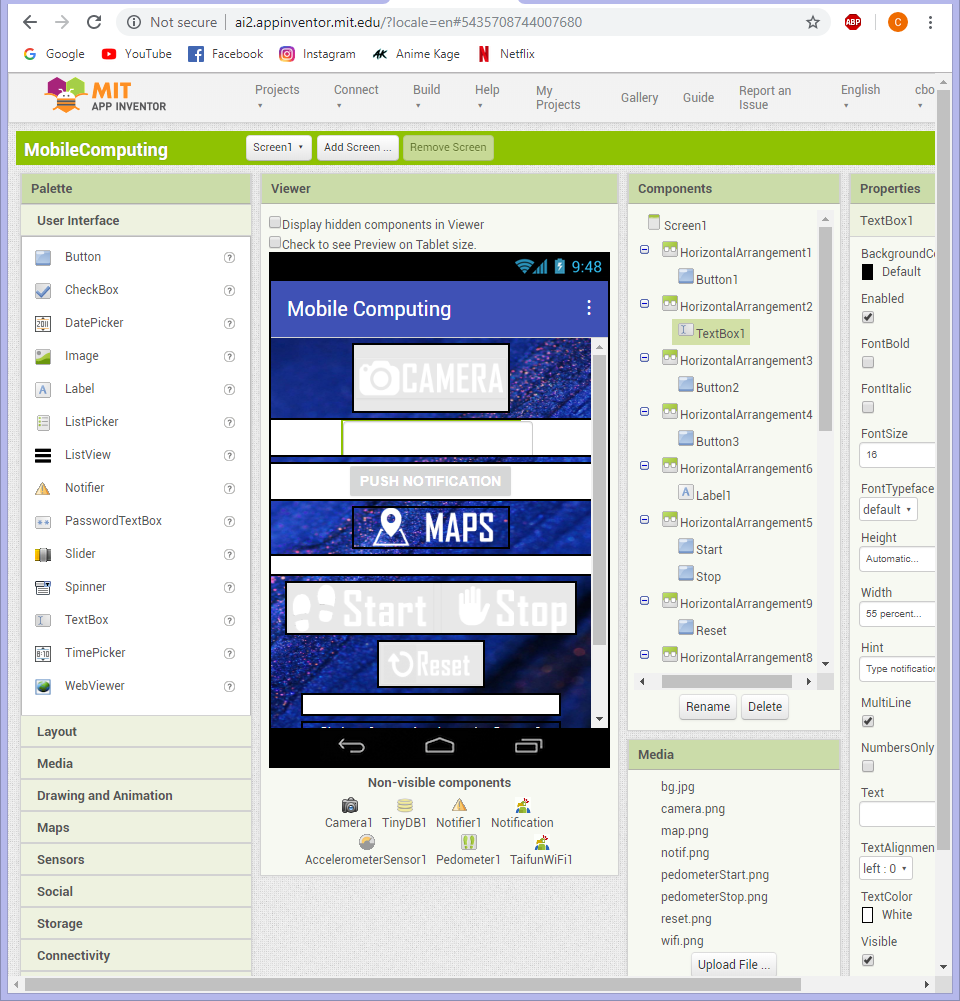 Not secure | ai2.appinventor.mit.edu/?locale=en#5435708744007680
ABP
C
Google YouTube Facebook Instagram AK Anime Kage Netflix
MIT
APP INVENTOR
Projects Connect Build Help My Projects Gallery Guide Report an Issue English cbo
MobileComputing
Screen1 Add Screen ... Remove Screen
Palette
User Interface
Button ?
CheckBox ?
DatePicker ?
Image ?
Label ?
ListPicker ?
ListView ?
Notifier ?
PasswordTextBox ?
Slider ?
Spinner ?
TextBox ?
TimePicker ?
WebViewer ?
Layout
Media
Drawing and Animation
Maps
Sensors
Social
Storage
Connectivity
Viewer
Display hidden components in Viewer
Check to see Preview on Tablet size.
9:48
Mobile Computing
CAMERA
PUSH NOTIFICATION
MAPS
Start Stop
Reset
Non-visible components
Camera1 TinyDB1 Notifier1 Notification
AccelerometerSensor1 Pedometer1 TaifunWiFi1
Components
Screen1
HorizontalArrangement1
Button1
HorizontalArrangement2
TextBox1
HorizontalArrangement3
Button2
HorizontalArrangement4
Button3
HorizontalArrangement6
Label1
HorizontalArrangement5
Start
Stop
HorizontalArrangement9
Reset
HorizontalArrangement8
Rename Delete
Media
bg.jpg
camera.png
map.png
notif.png
pedometerStart.png
pedometerStop.png
reset.png
wifi.png
Upload File ...
Properties
TextBox1
BackgroundCo
Default
Enabled
FontBold
FontItalic
FontSize
16
FontTypeface
default
Height
Automatic...
Width
55 percent...
Hint
Type notification
MultiLine
NumbersOnly
Text
TextAlignmen
left : 0
TextColor
White
Visible